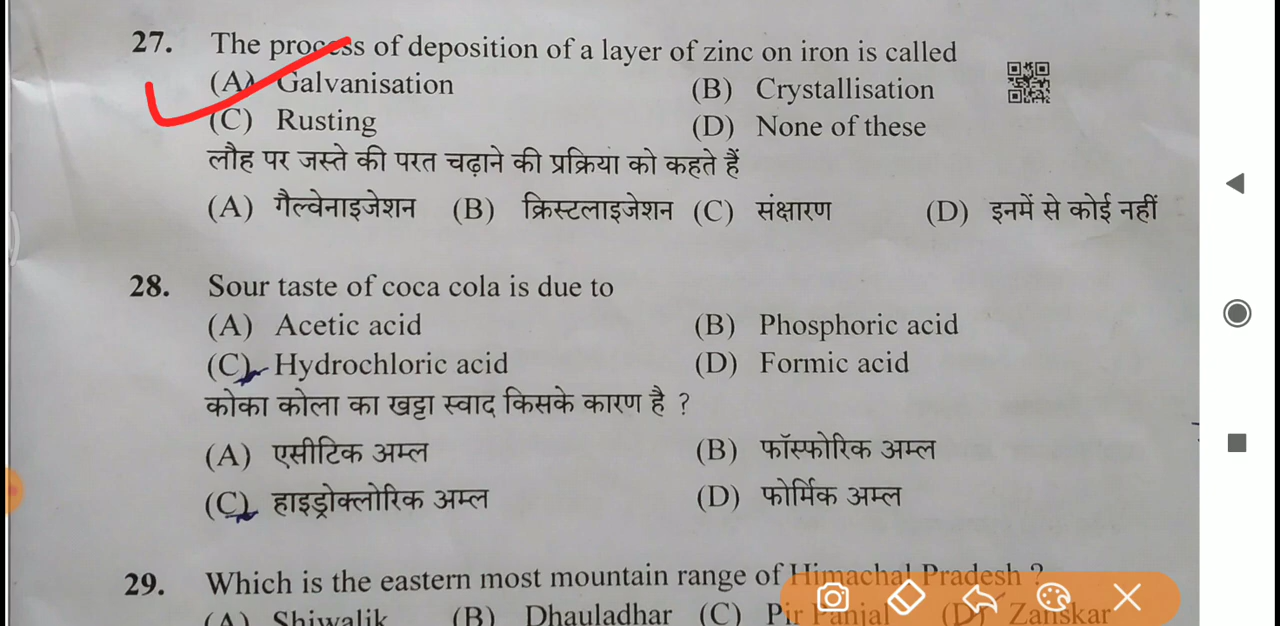 27. The process of deposition of a layer of zinc on iron is called
(A) Galvanisation (B) Crystallisation
(C) Rusting (D) None of these
लौह पर जस्ते की परत चढ़ाने की प्रक्रिया को कहते हैं
(A) गैल्वेनाइजेशन (B) क्रिस्टलाइजेशन (C) संक्षारण (D) इनमें से कोई नहीं
28. Sour taste of coca cola is due to
(A) Acetic acid (B) Phosphoric acid
(C) Hydrochloric acid (D) Formic acid
कोका कोला का खट्टा स्वाद किसके कारण है ?
(A) एसीटिक अम्ल (B) फॉस्फोरिक अम्ल
(C) हाइड्रोक्लोरिक अम्ल (D) फोर्मिक अम्ल
29. Which is the eastern most mountain range of Himachal Pradesh ?
(A) Shiwalik (B) Dhauladhar (C) Pir Panjal (D) Zanskar